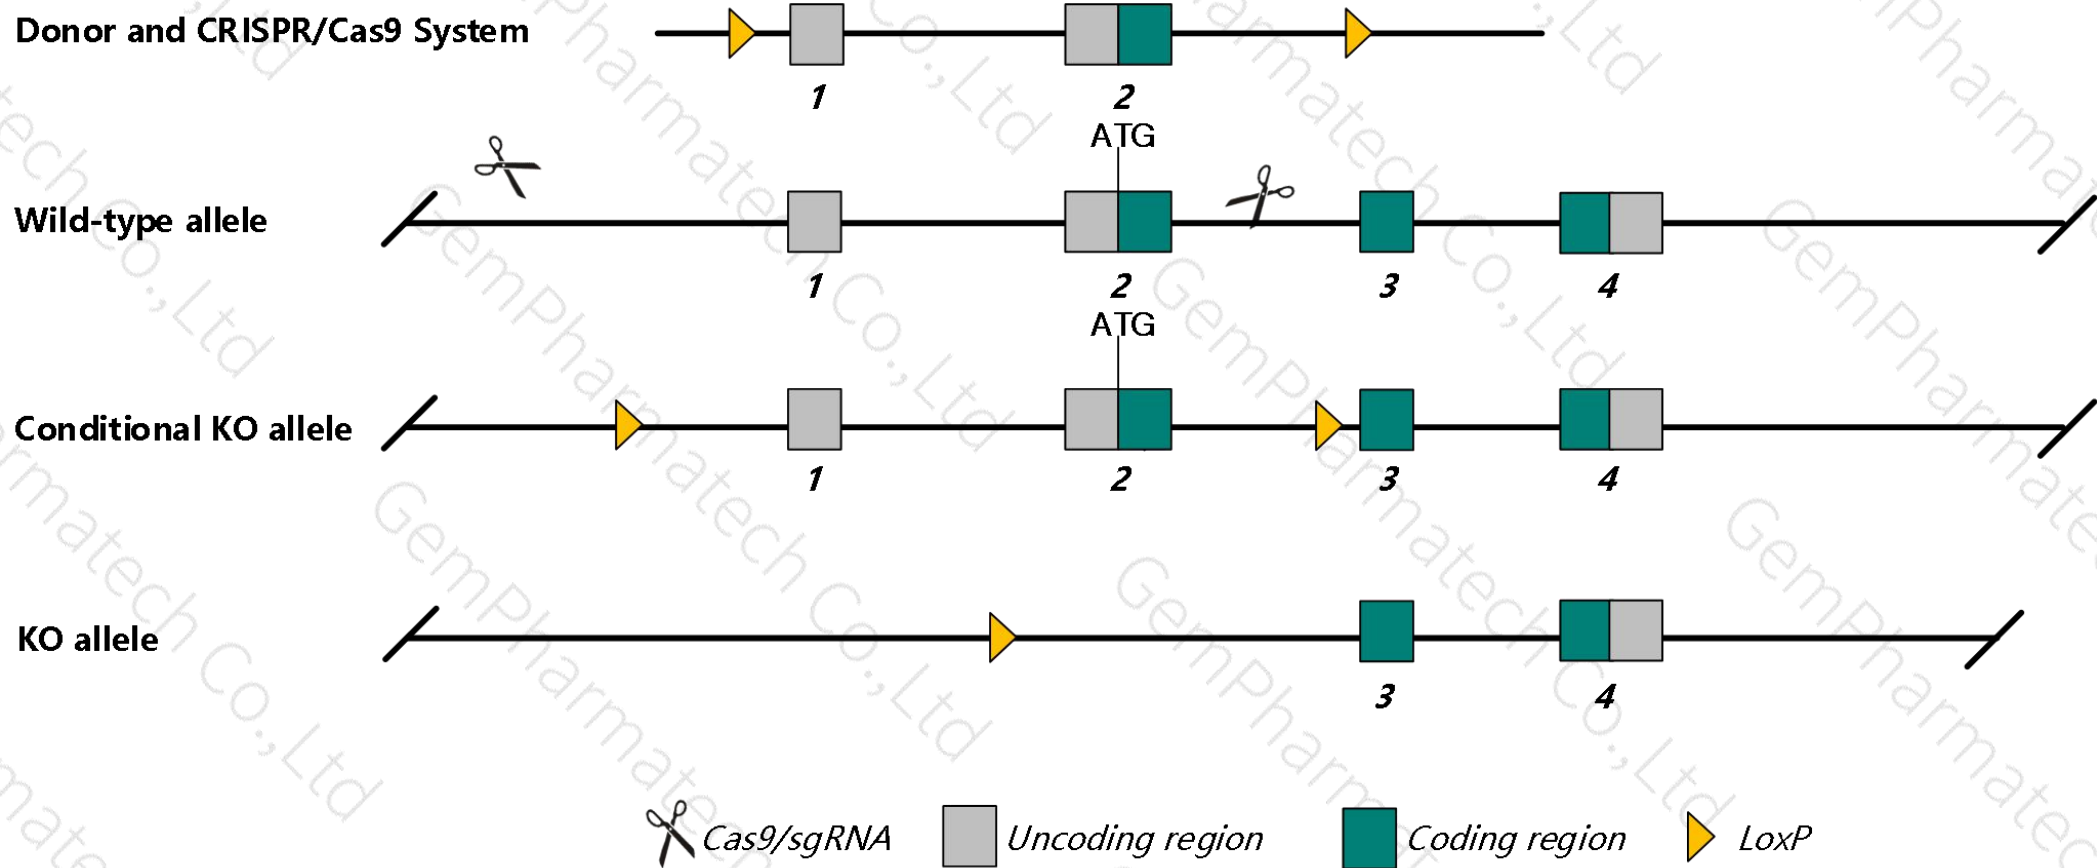 Donor and CRISPR/Cas9 System
1 2
ATG
Wild-type allele
1 2 3 4
ATG
Conditional KO allele
1 2 3 4
KO allele
3 4
Cas9/sgRNA Uncoding region Coding region LoxP
GemPharmatech Co.,Ltd